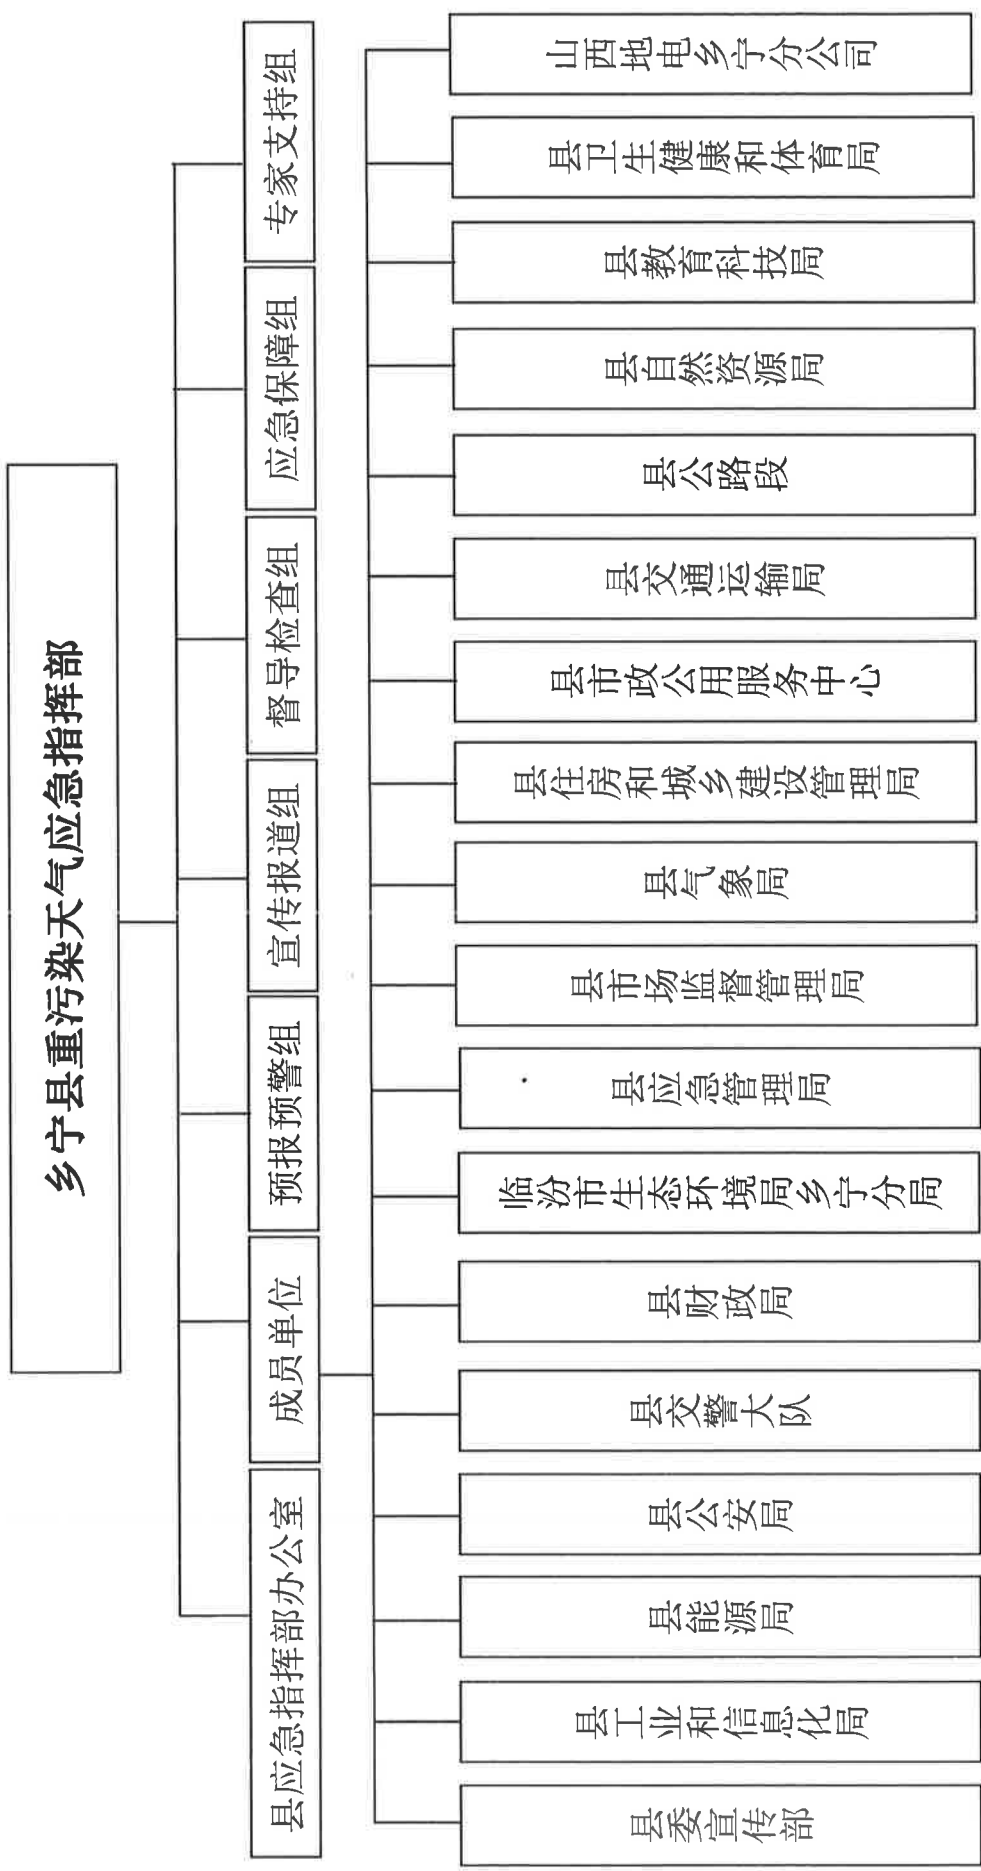 乡宁县重污染天气应急指挥部
县应急指挥部办公室
成员单位
预报预警组
宣传报道组
督导检查组
应急保障组
专家支持组
县委宣传部
县工业和信息化局
县能源局
县公安局
县交警大队
县财政局
临汾市生态环境局乡宁分局
县应急管理局
县市场监督管理局
县气象局
县住房和城乡建设管理局
县市政公用服务中心
县交通运输局
县公路段
县自然资源局
县教育科技局
县卫生健康和体育局
山西地电乡宁分公司